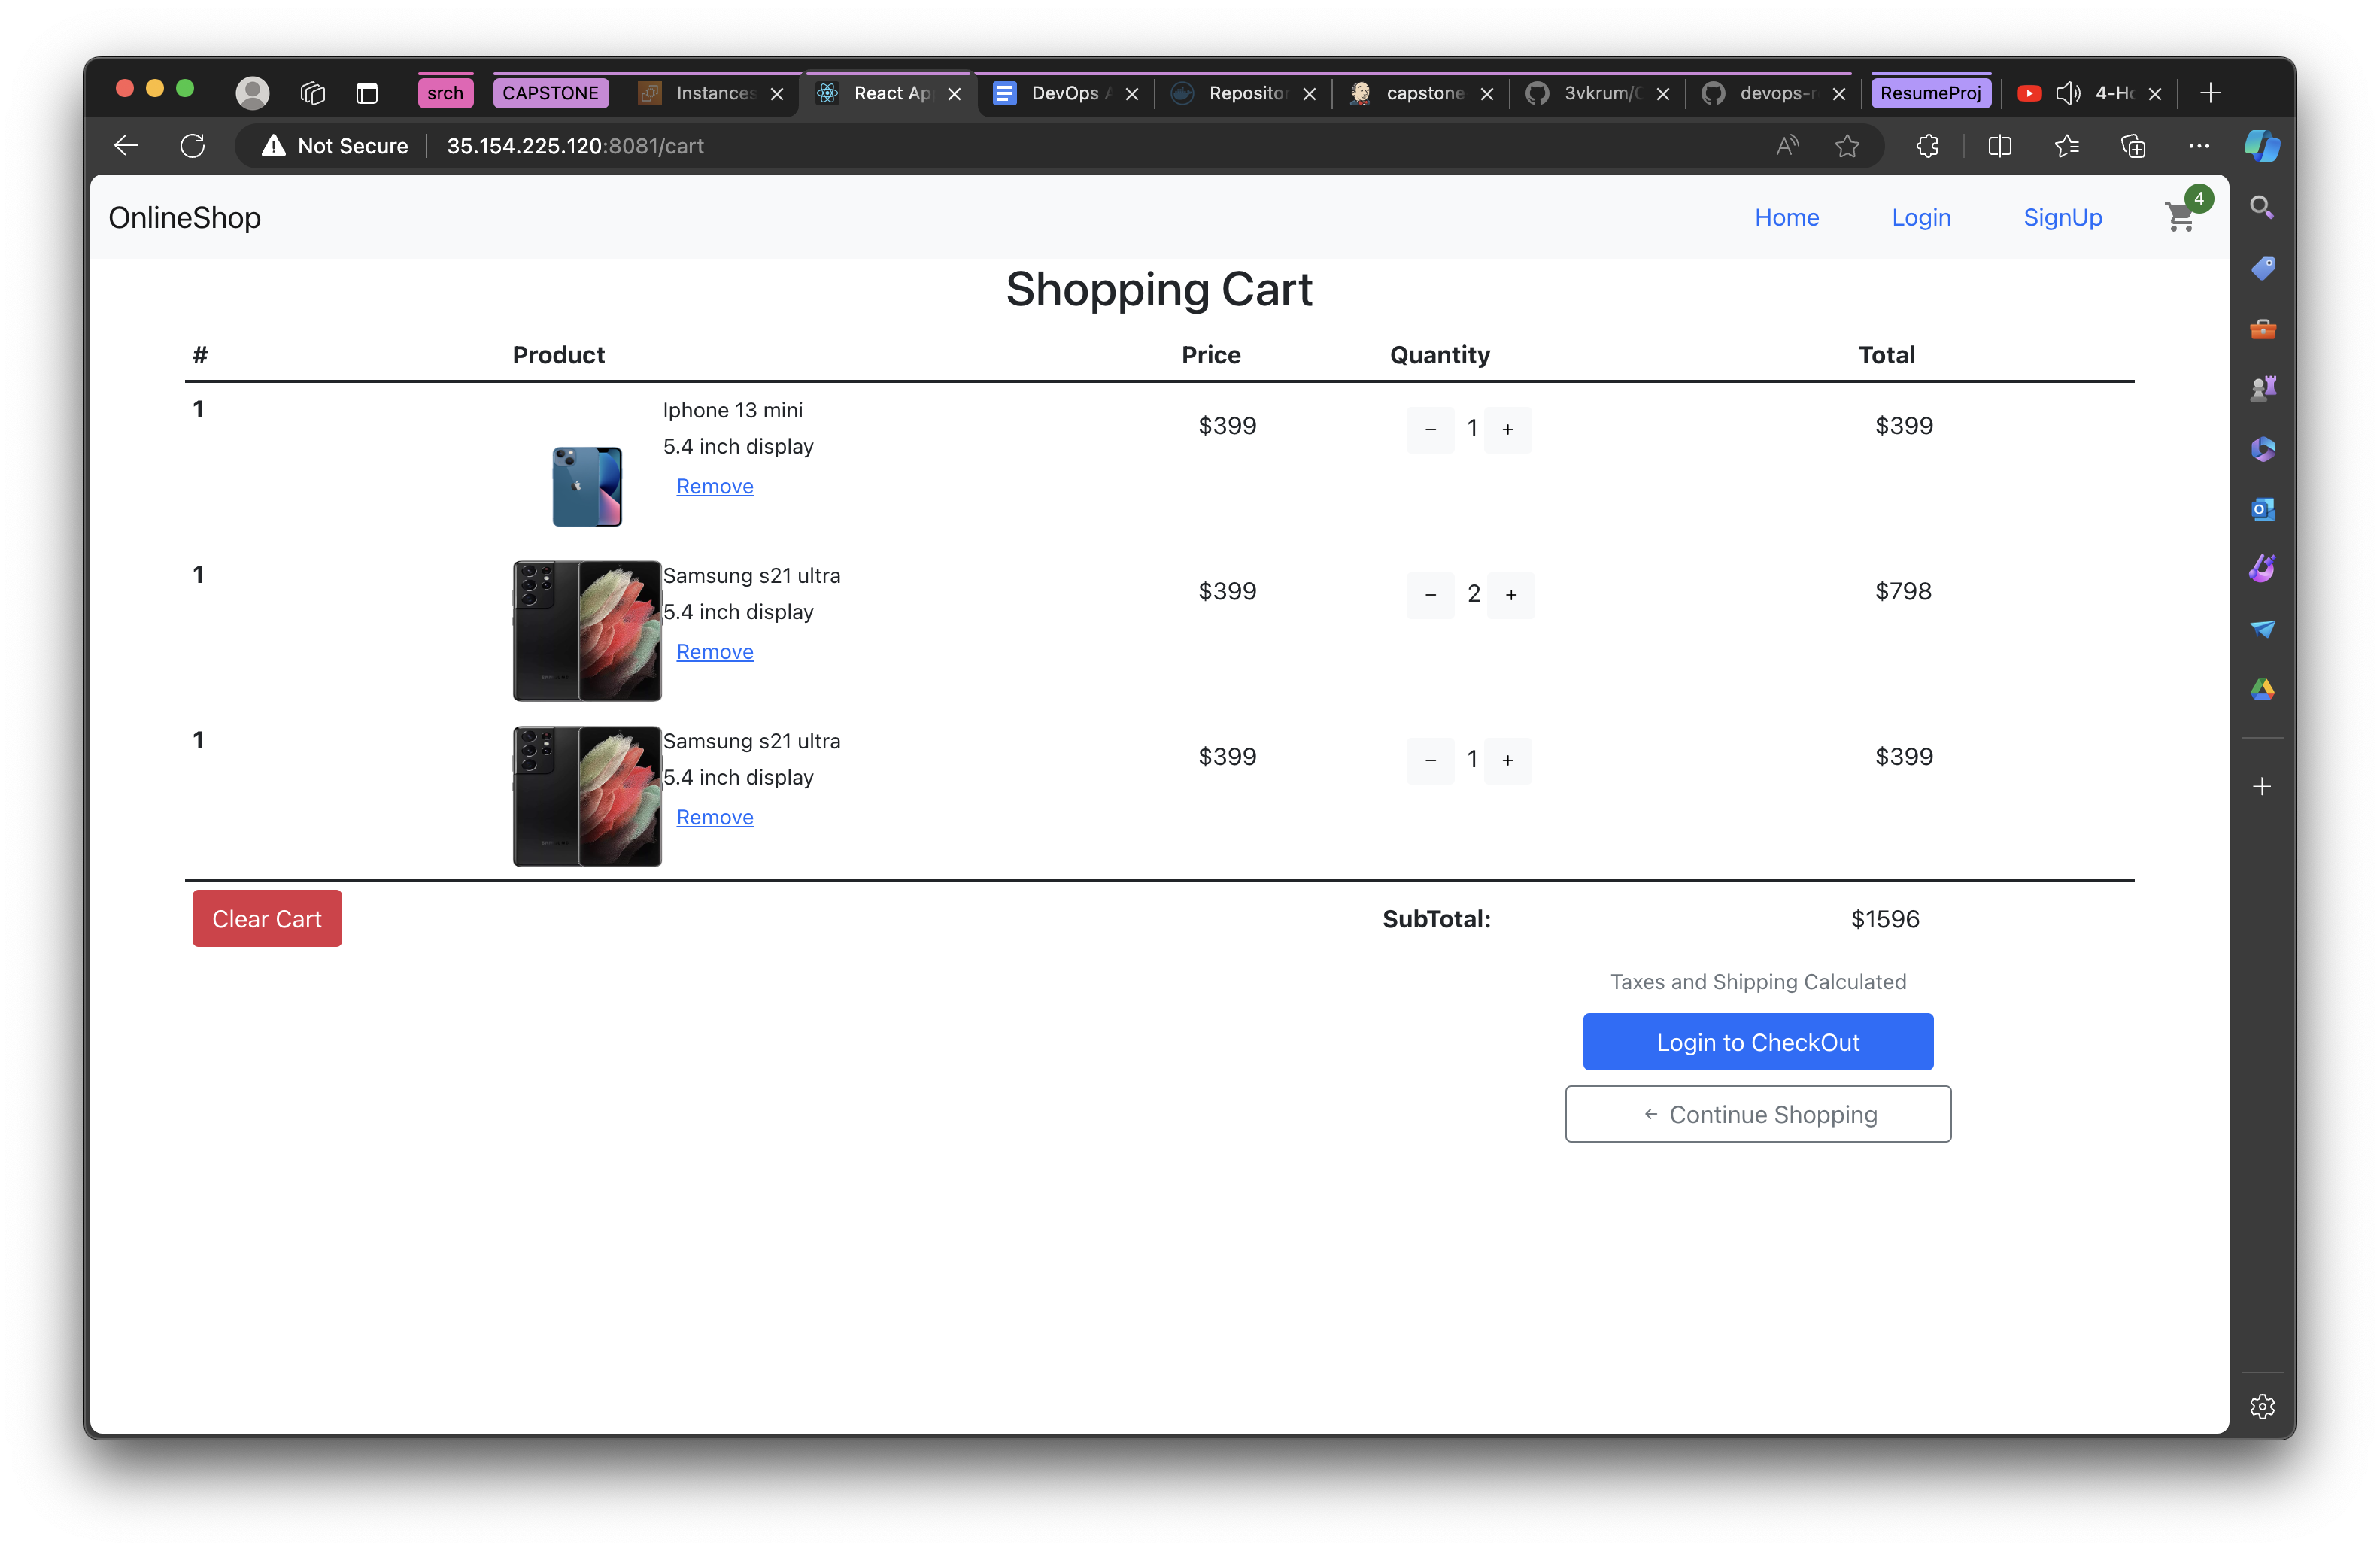 srch CAPSTONE Instances React Ap DevOps Repositor capstone 3vkrum/C devops-r ResumeProj 4-Ho
Not Secure 35.154.225.120:8081/cart
OnlineShop Home Login SignUp 4
Shopping Cart
# Product Price Quantity Total
1 Iphone 13 mini $399 − 1 + $399
5.4 inch display
Remove
1 Samsung s21 ultra $399 − 2 + $798
5.4 inch display
Remove
1 Samsung s21 ultra $399 − 1 + $399
5.4 inch display
Remove
Clear Cart SubTotal: $1596
Taxes and Shipping Calculated
Login to CheckOut
← Continue Shopping